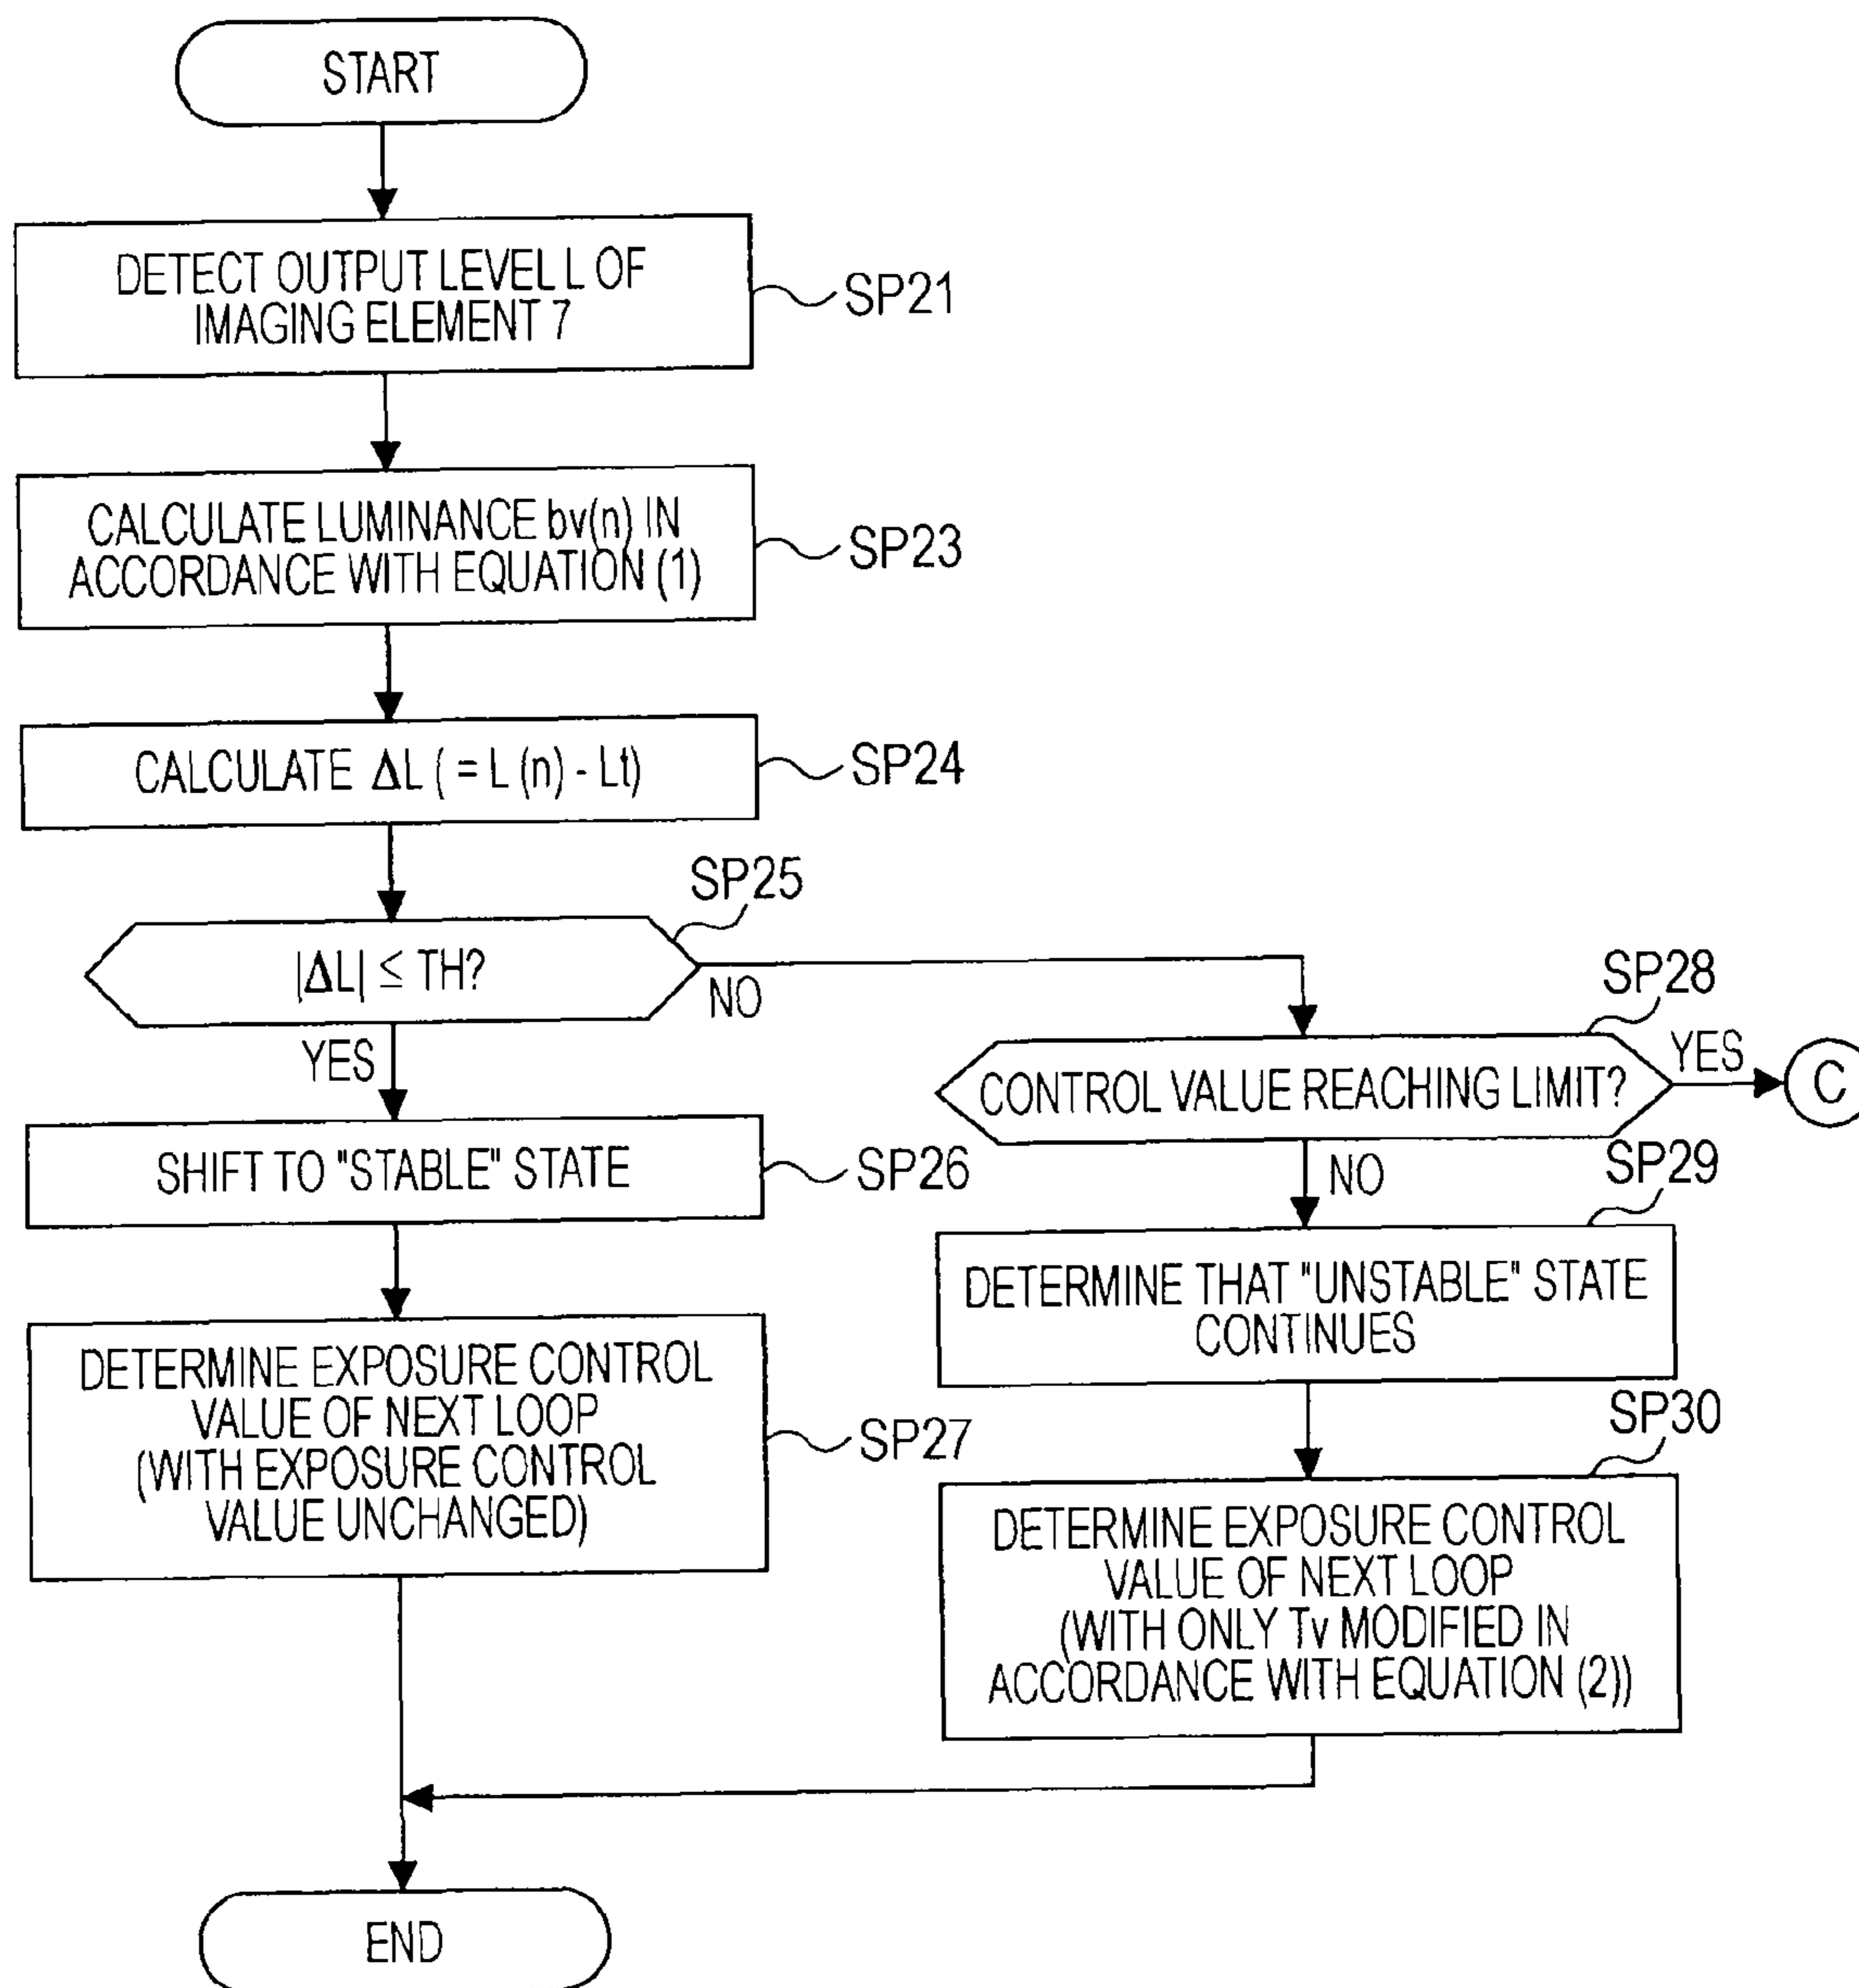 START
DETECT OUTPUT LEVEL L OF
IMAGING ELEMENT 7
SP21
CALCULATE LUMINANCE bv(n) IN
ACCORDANCE WITH EQUATION (1)
SP23
CALCULATE ΔL ( = L (n) - Lt)
SP24
SP25
|ΔL| ≤ TH?
NO
YES
SP28
CONTROL VALUE REACHING LIMIT?
YES
C
NO
SHIFT TO "STABLE" STATE
SP26
SP29
DETERMINE THAT "UNSTABLE" STATE
CONTINUES
DETERMINE EXPOSURE CONTROL
VALUE OF NEXT LOOP
(WITH EXPOSURE CONTROL
VALUE UNCHANGED)
SP27
SP30
DETERMINE EXPOSURE CONTROL
VALUE OF NEXT LOOP
(WITH ONLY Tv MODIFIED IN
ACCORDANCE WITH EQUATION (2))
END